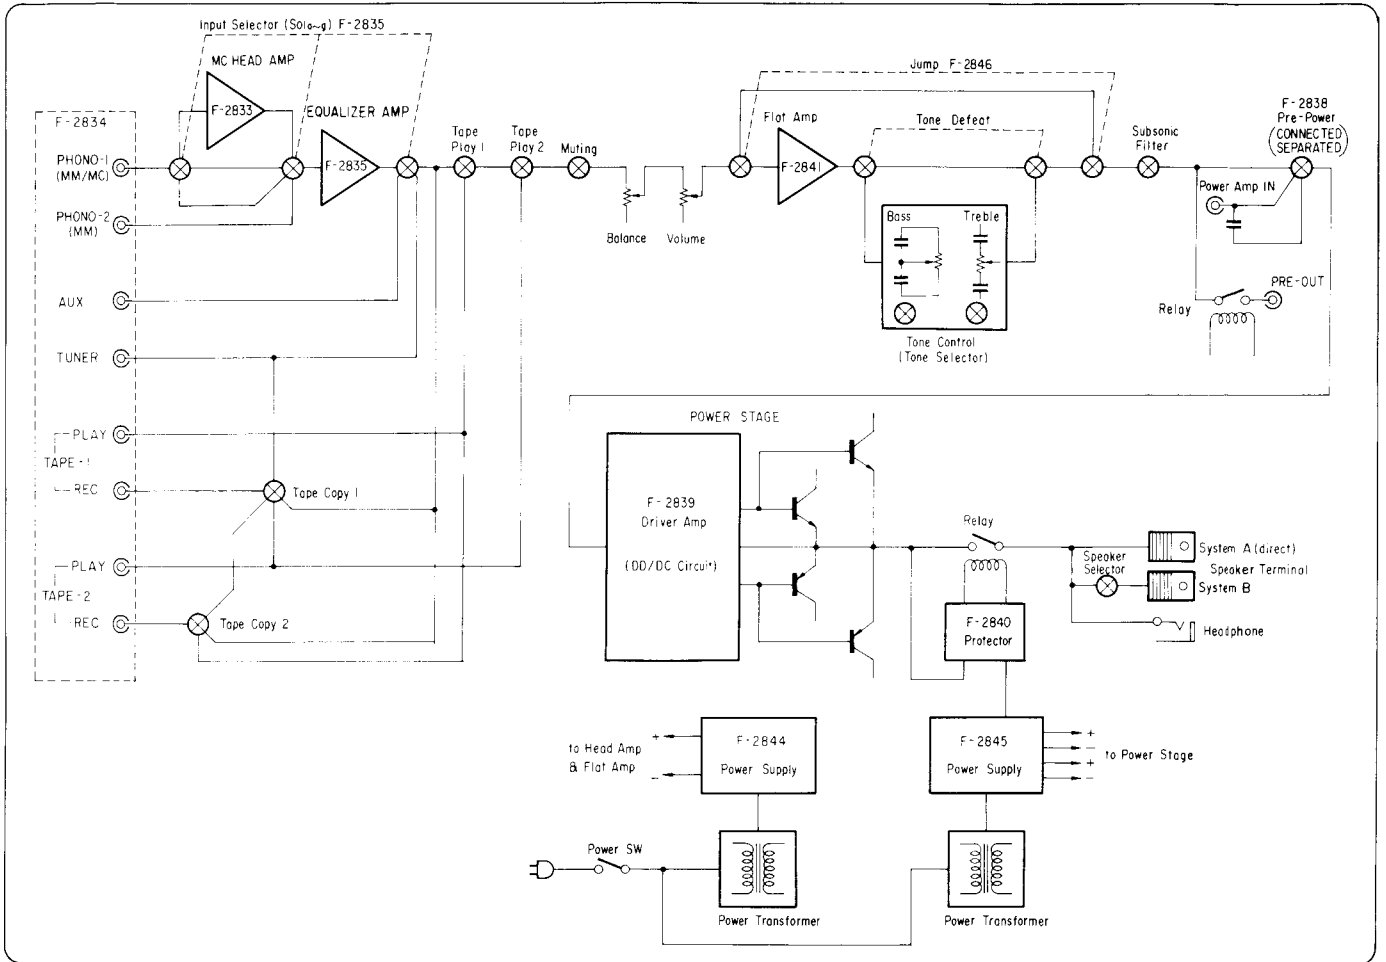 Input Selector (Sola~g) F-2835
MC HEAD AMP
F-2833
EQUALIZER AMP
F-2835
F-2834
PHONO-1
(MM/MC)
PHONO-2
(MM)
AUX
TUNER
PLAY
TAPE-1
REC
PLAY
TAPE-2
REC
Tape Copy 1
Tape Copy 2
Tape
Play 1
Tape
Play 2
Muting
Balance
Volume
Jump F-2846
Flat Amp
F-2841
Tone Defeat
Bass
Treble
Tone Control
(Tone Selector)
Subsonic
Filter
F-2838
Pre-Power
(CONNECTED
SEPARATED)
Power Amp IN
PRE-OUT
Relay
POWER STAGE
F-2839
Driver Amp
(DD/DC Circuit)
Relay
F-2840
Protector
Speaker
Selector
System A (direct)
Speaker Terminal
System B
Headphone
to Head Amp
& Flat Amp
+
-
F-2844
Power Supply
F-2845
Power Supply
+
-
+
-
to Power Stage
Power SW
Power Transformer
Power Transformer